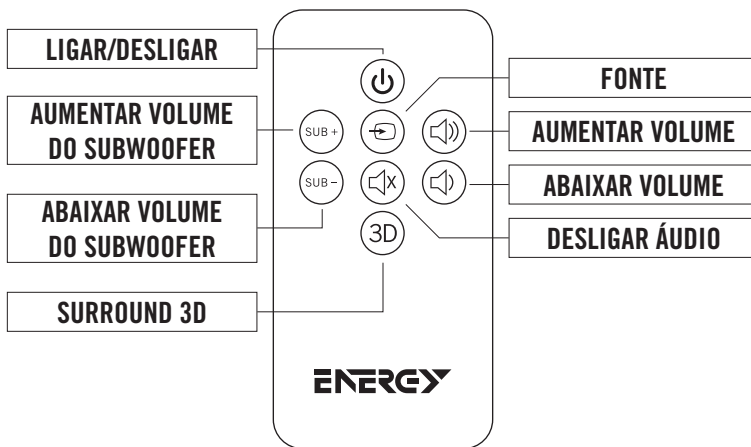 LIGAR/DESLIGAR
FONTE
AUMENTAR VOLUME
DO SUBWOOFER
SUB +
AUMENTAR VOLUME
SUB −
ABAIXAR VOLUME
ABAIXAR VOLUME
DO SUBWOOFER
DESLIGAR ÁUDIO
3D
SURROUND 3D
ENERGY